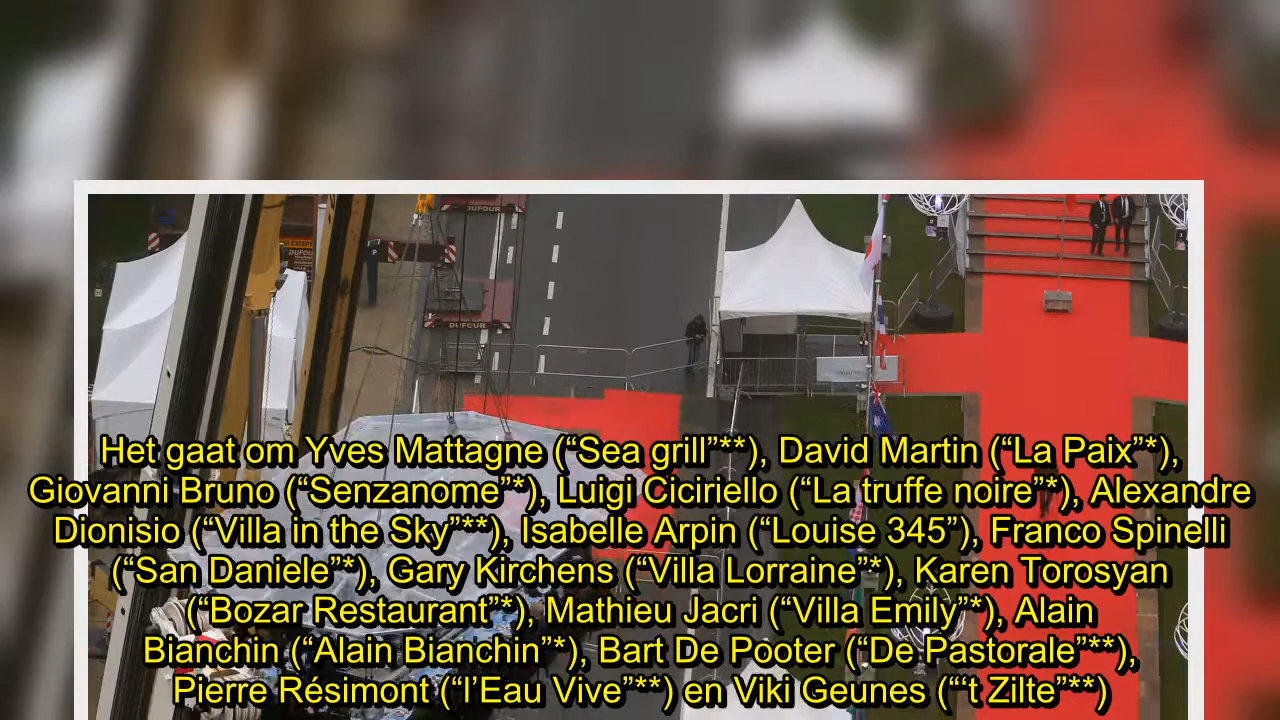 DUFOUR
DUFOUR
DUFOUR
Het gaat om Yves Mattagne (“Sea grill”**), David Martin (“La Paix”*),
Giovanni Bruno (“Senzanome”*), Luigi Ciciriello (“La truffe noire”*), Alexandre
Dionisio (“Villa in the Sky”**), Isabelle Arpin (“Louise 345”), Franco Spinelli
(“San Daniele”*), Gary Kirchens (“Villa Lorraine”*), Karen Torosyan
(“Bozar Restaurant”*), Mathieu Jacri (“Villa Emily”*), Alain
Bianchin (“Alain Bianchin”*), Bart De Pooter (“De Pastorale”**),
Pierre Résimont (“l’Eau Vive”**) en Viki Geunes (“‘t Zilte”**)